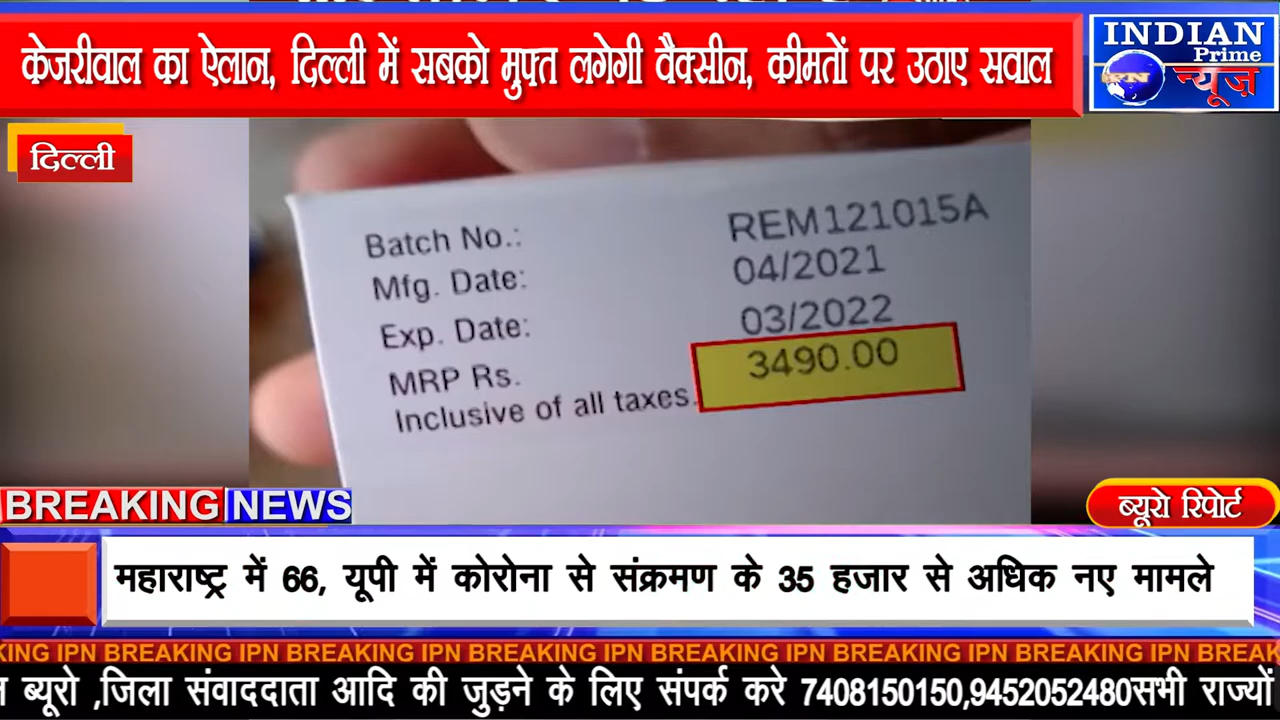 केजरीवाल का ऐलान, दिल्ली में सबको मुफ्त लगेगी वैक्सीन, कीमतों पर उठाए सवाल
INDIAN
Prime
IPN न्यूज़
दिल्ली
Batch No.: REM121015A
Mfg. Date: 04/2021
Exp. Date: 03/2022
MRP Rs. 3490.00
Inclusive of all taxes.
BREAKING NEWS
ब्यूरो रिपोर्ट
महाराष्ट्र में 66, यूपी में कोरोना से संक्रमण के 35 हजार से अधिक नए मामले
KING IPN BREAKING IPN BREAKING IPN BREAKING IPN BREAKING IPN BREAKING IPN BREAKING IPN BREAKING IPN BREAK
ब्यूरो ,जिला संवाददाता आदि की जुड़ने के लिए संपर्क करे 7408150150,9452052480सभी राज्यों